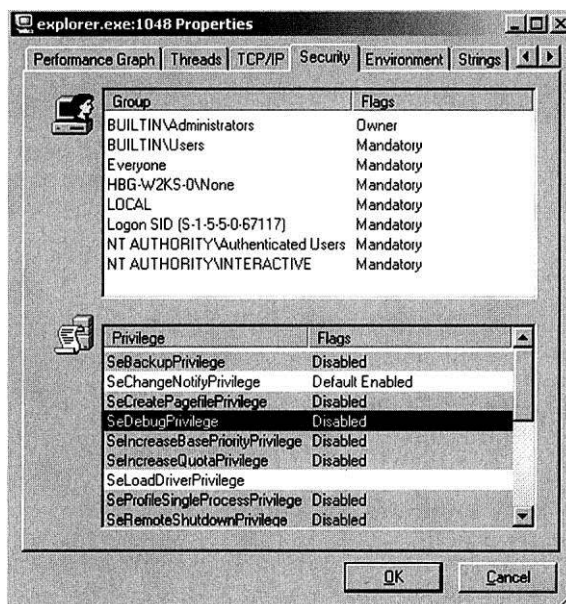 explorer.exe:1048 Properties
Performance Graph Threads TCP/IP Security Environment Strings
Group Flags
BUILTIN\Administrators Owner
BUILTIN\Users Mandatory
Everyone Mandatory
HBG-W2KS-0\None Mandatory
LOCAL Mandatory
Logon SID (S-1-5-5-0-67117) Mandatory
NT AUTHORITY\Authenticated Users Mandatory
NT AUTHORITY\INTERACTIVE Mandatory
Privilege Flags
SeBackupPrivilege Disabled
SeChangeNotifyPrivilege Default Enabled
SeCreatePagefilePrivilege Disabled
SeDebugPrivilege Disabled
SeIncreaseBasePriorityPrivilege Disabled
SeIncreaseQuotaPrivilege Disabled
SeLoadDriverPrivilege
SeProfileSingleProcessPrivilege Disabled
SeRemoteShutdownPrivilege Disabled
OK Cancel